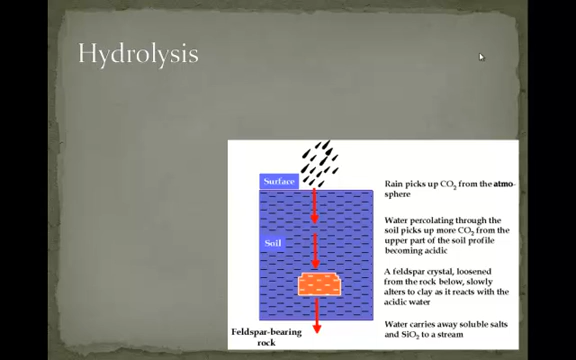 Hydrolysis
Surface
Rain picks up CO2 from the atmo-
sphere
Water percolating through the
soil picks up more CO2 from the
upper part of the soil profile
becoming acidic
Soil
A feldspar crystal, loosened
from the rock below, slowly
alters to clay as it reacts with the
acidic water
Feldspar-bearing
rock
Water carries away soluble salts
and SiO2 to a stream